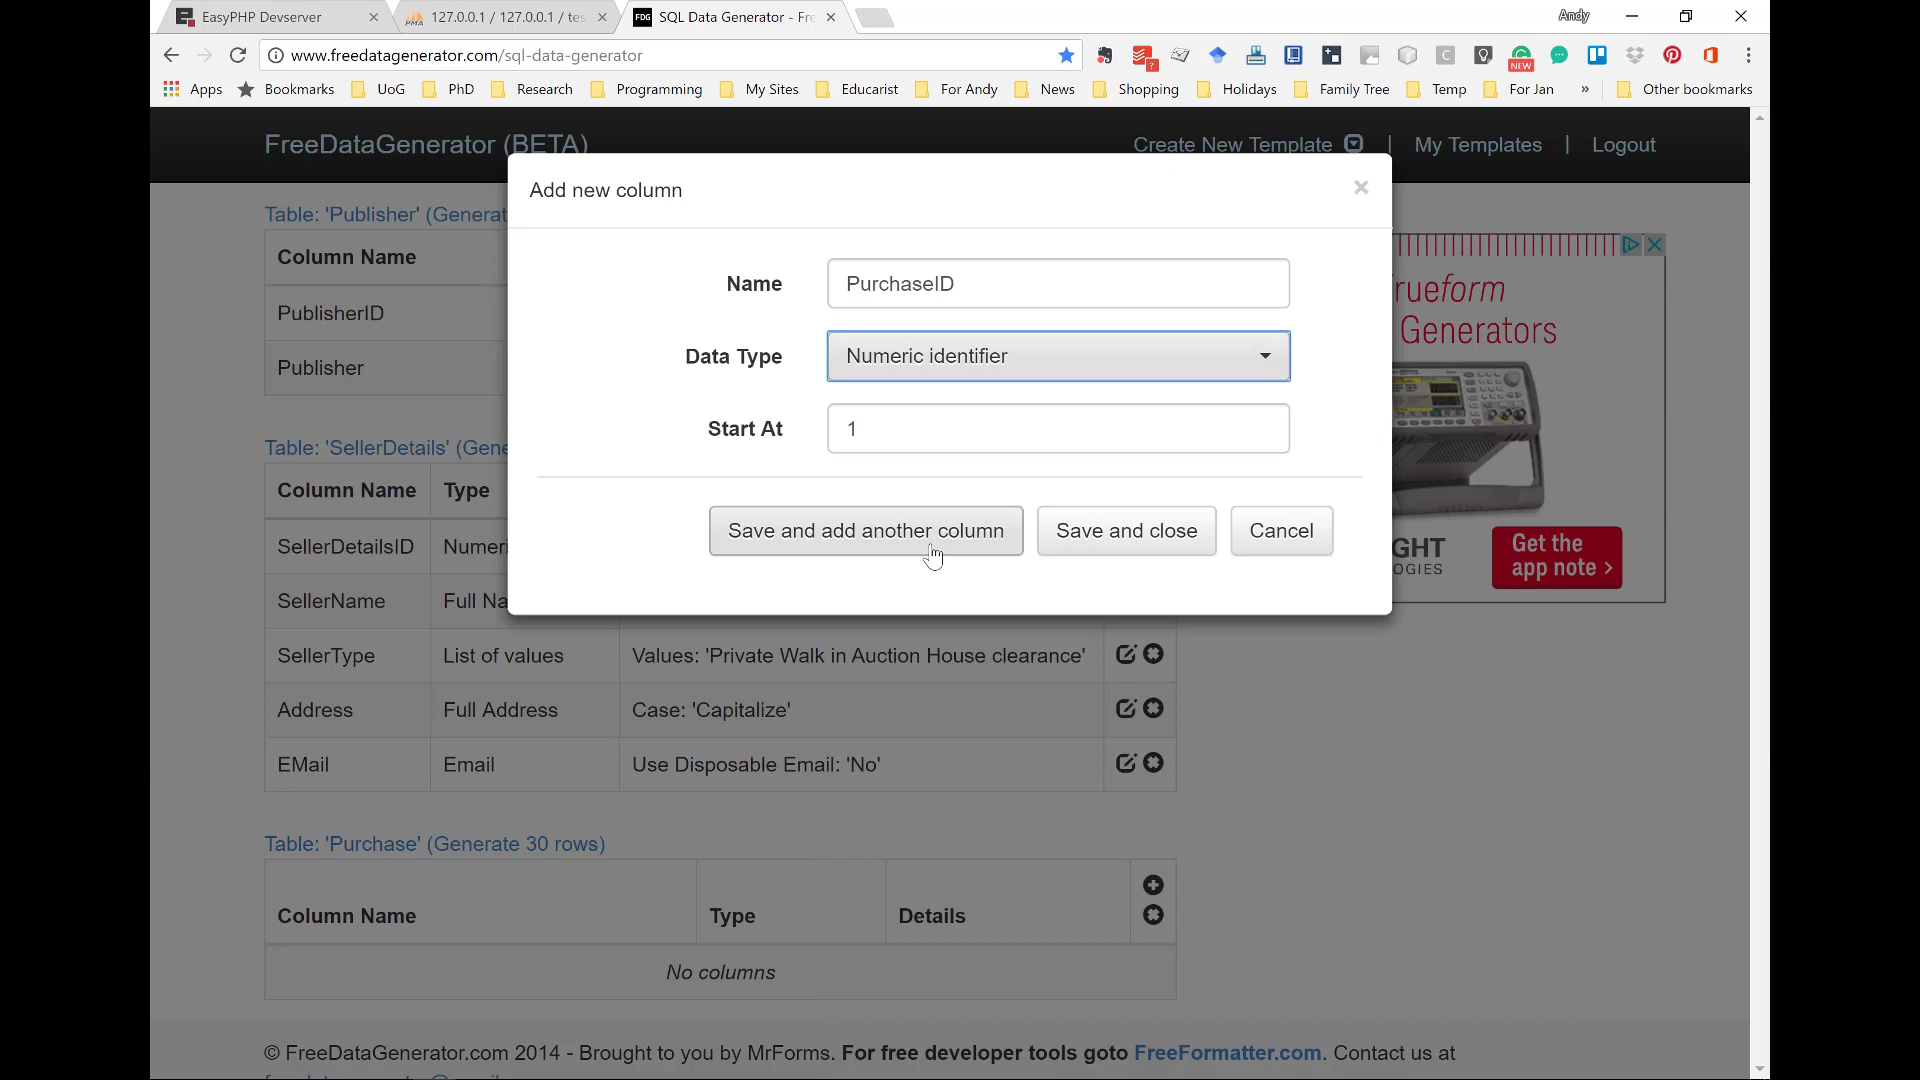 EasyPHP Devserver
PMA
127.0.0.1 / 127.0.0.1 / tes
FDG
SQL Data Generator - Fre
Andy
www.freedatagenerator.com/sql-data-generator
?
C
NEW
Apps
Bookmarks
UoG
PhD
Research
Programming
My Sites
Educarist
For Andy
News
Shopping
Holidays
Family Tree
Temp
For Jan
»
Other bookmarks
FreeDataGenerator (BETA)
Create New Template | My Templates | Logout
Add new column
×
Name
PurchaseID
Data Type
Numeric identifier
Start At
1
Save and add another column
Save and close
Cancel
Table: 'Publisher' (Generat
Column Name
PublisherID
Publisher
Table: 'SellerDetails' (Gene
Column Name Type
SellerDetailsID Numeri
SellerName Full Na
SellerType List of values Values: 'Private Walk in Auction House clearance'
Address Full Address Case: 'Capitalize'
EMail Email Use Disposable Email: 'No'
Table: 'Purchase' (Generate 30 rows)
Column Name Type Details
No columns
rueform
Generators
GHT
OGIES
Get the
app note >
© FreeDataGenerator.com 2014 - Brought to you by MrForms. For free developer tools goto FreeFormatter.com. Contact us at